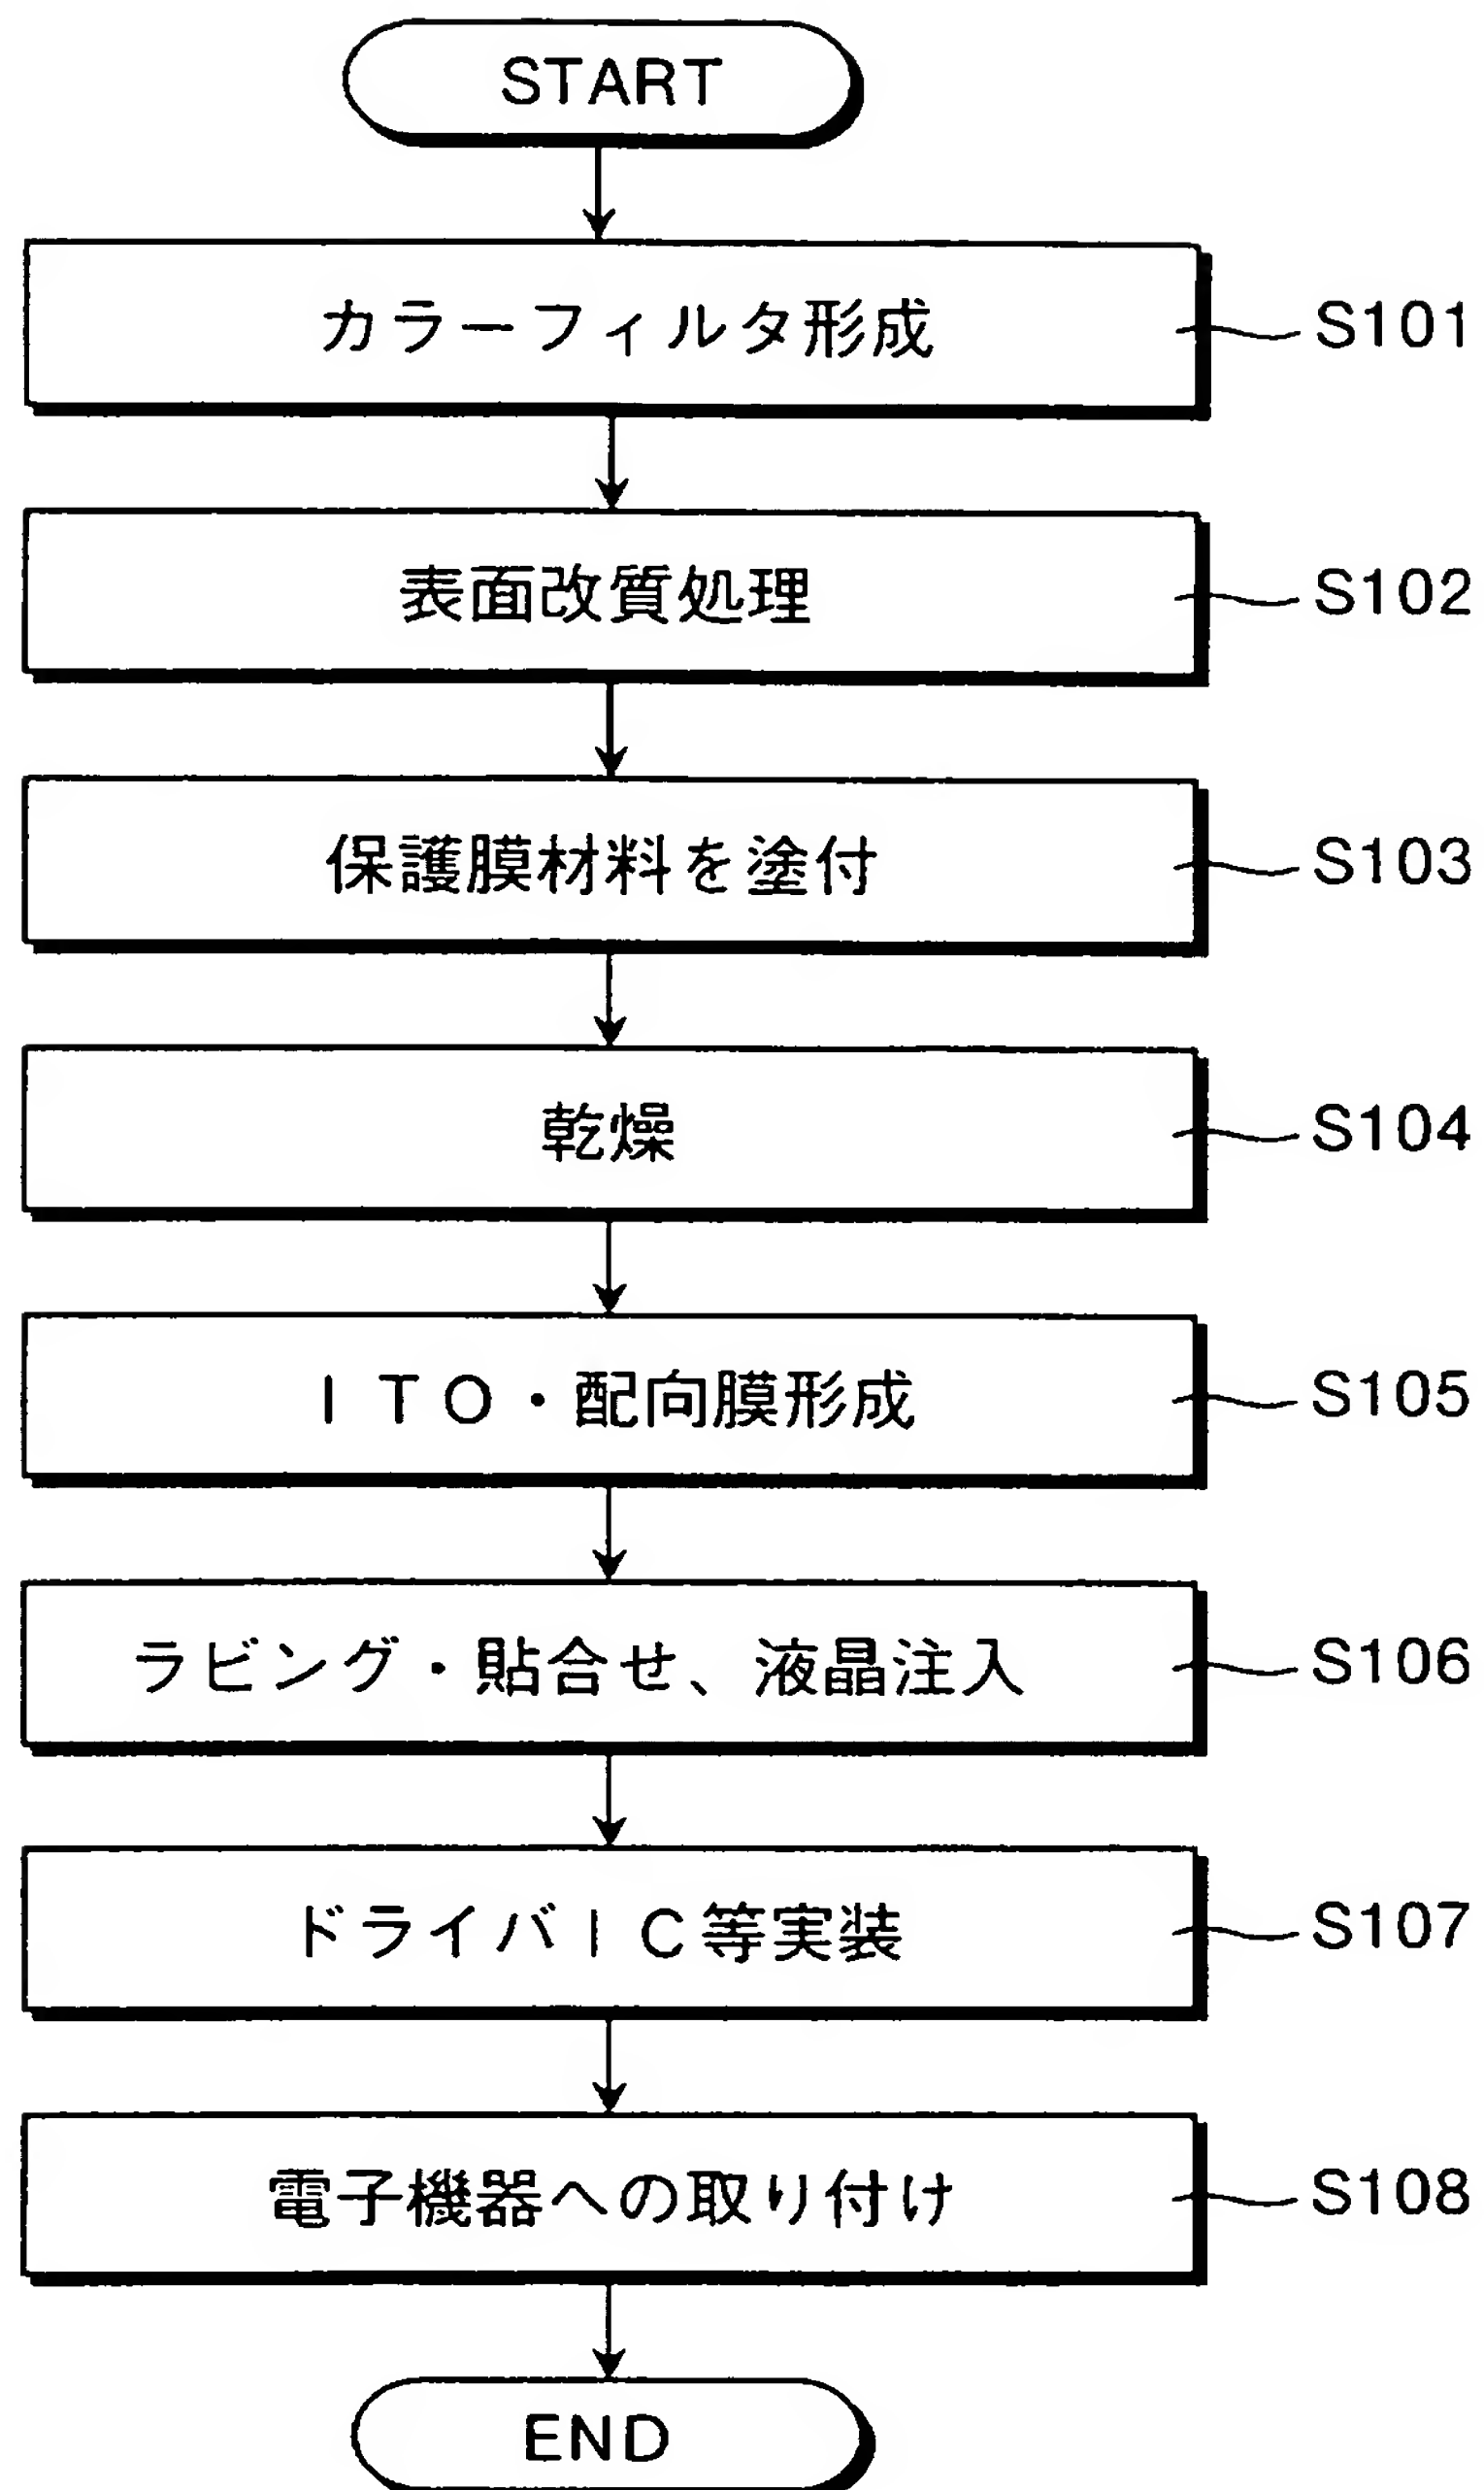 START
カラーフィルタ形成 S101
表面改質処理 S102
保護膜材料を塗付 S103
乾燥 S104
ITO・配向膜形成 S105
ラビング・貼合せ、液晶注入 S106
ドライバIC等実装 S107
電子機器への取り付け S108
END